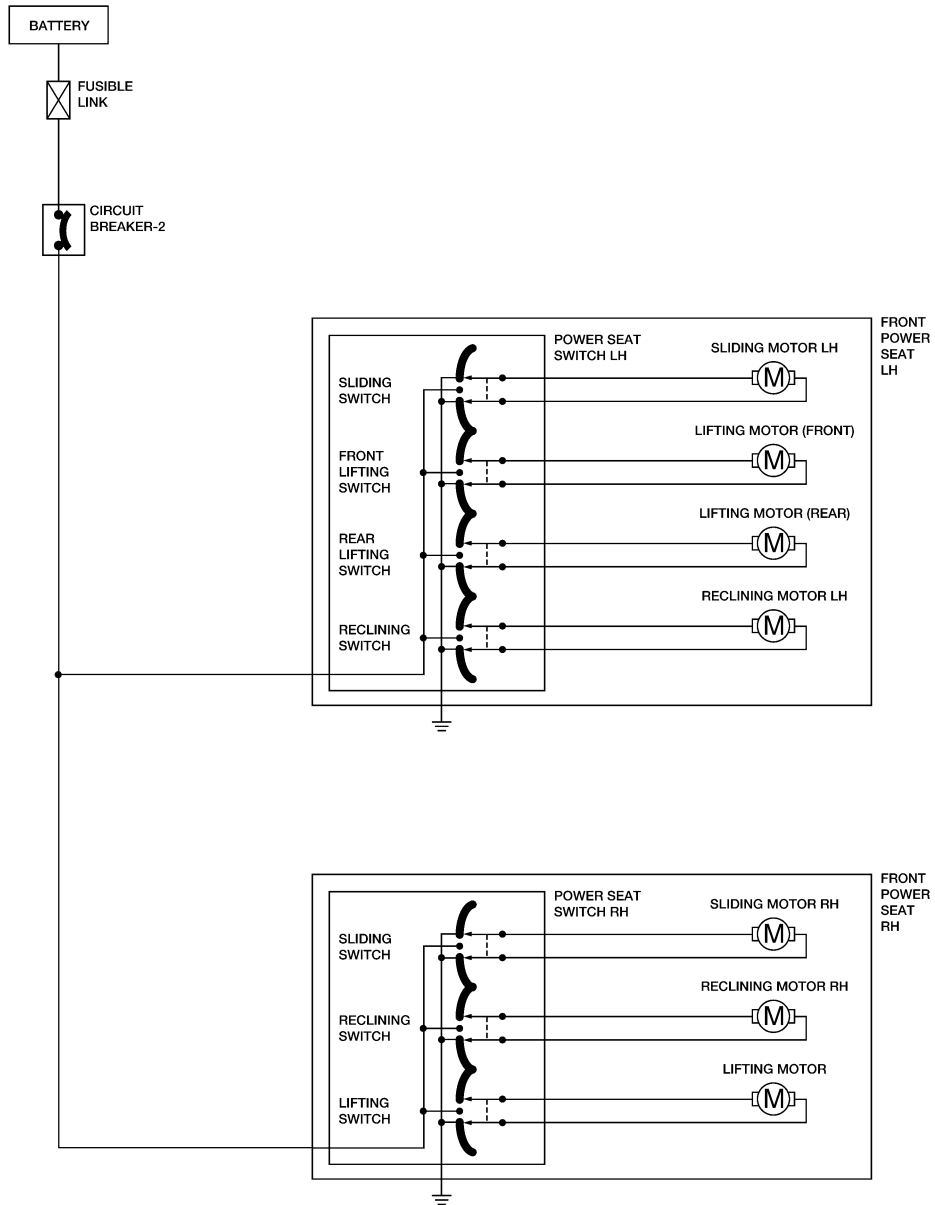 BATTERY
FUSIBLE
LINK
CIRCUIT
BREAKER-2
FRONT
POWER
SEAT
LH
POWER SEAT
SWITCH LH
SLIDING MOTOR LH
M
SLIDING
SWITCH
LIFTING MOTOR (FRONT)
M
FRONT
LIFTING
SWITCH
LIFTING MOTOR (REAR)
M
REAR
LIFTING
SWITCH
RECLINING MOTOR LH
M
RECLINING
SWITCH
FRONT
POWER
SEAT
RH
POWER SEAT
SWITCH RH
SLIDING MOTOR RH
M
SLIDING
SWITCH
RECLINING MOTOR RH
M
RECLINING
SWITCH
LIFTING MOTOR
M
LIFTING
SWITCH